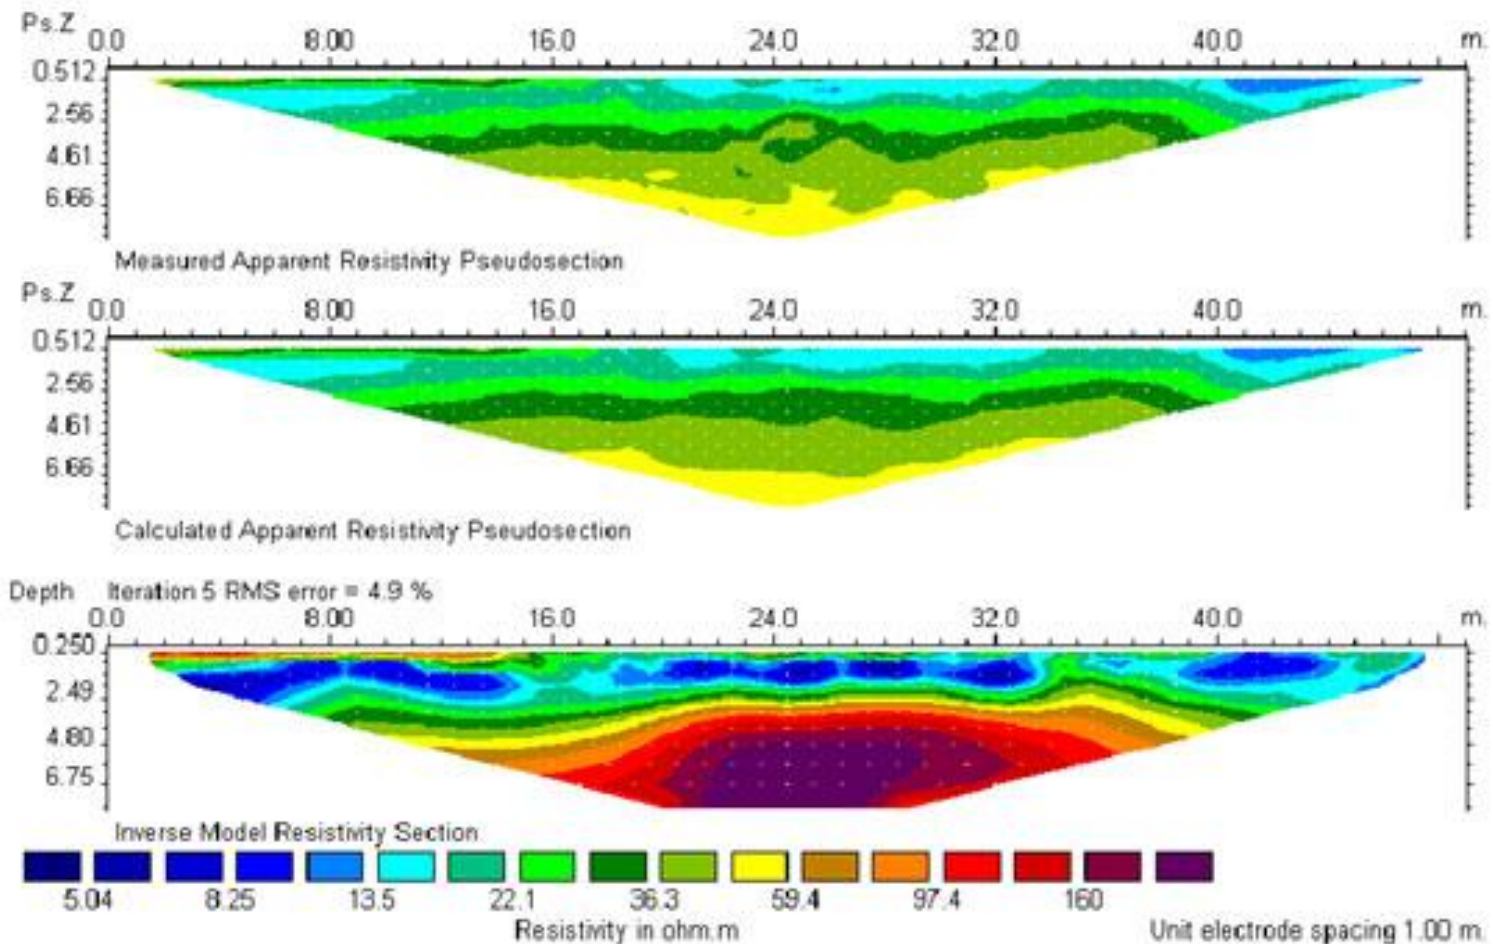 Ps.Z 0.0 8.00 16.0 24.0 32.0 40.0 m.
0.512
2.56
4.61
6.66
Measured Apparent Resistivity Pseudosection
Ps.Z 0.0 8.00 16.0 24.0 32.0 40.0 m.
0.512
2.56
4.61
6.66
Calculated Apparent Resistivity Pseudosection
Depth Iteration 5 RMS error = 4.9 %
0.0 8.00 16.0 24.0 32.0 40.0 m.
0.250
2.49
4.80
6.75
Inverse Model Resistivity Section
5.04 8.25 13.5 22.1 36.3 59.4 97.4 160
Resistivity in ohm.m Unit electrode spacing 1.00 m.